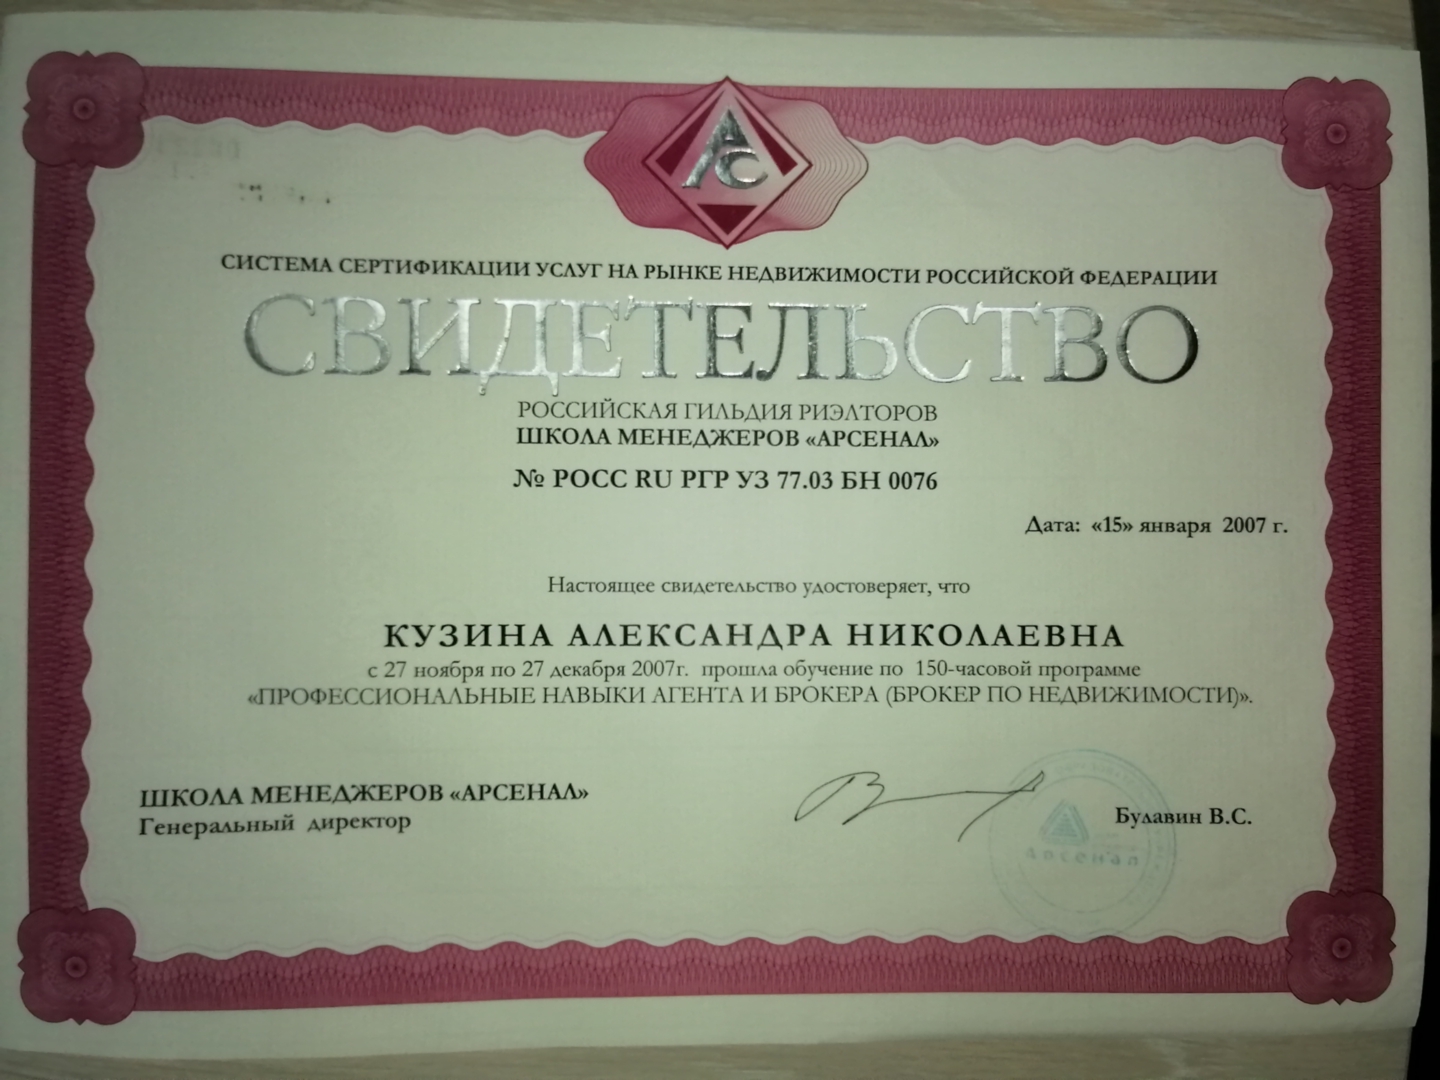 АС
СИСТЕМА СЕРТИФИКАЦИИ УСЛУГ НА РЫНКЕ НЕДВИЖИМОСТИ РОССИЙСКОЙ ФЕДЕРАЦИИ
СВИДЕТЕЛЬСТВО
РОССИЙСКАЯ ГИЛЬДИЯ РИЭЛТОРОВ
ШКОЛА МЕНЕДЖЕРОВ «АРСЕНАЛ»
№ РОСС RU РГР УЗ 77.03 БН 0076
Дата: «15» января 2007 г.
Настоящее свидетельство удостоверяет, что
КУЗИНА АЛЕКСАНДРА НИКОЛАЕВНА
с 27 ноября по 27 декабря 2007г. прошла обучение по 150-часовой программе
«ПРОФЕССИОНАЛЬНЫЕ НАВЫКИ АГЕНТА И БРОКЕРА (БРОКЕР ПО НЕДВИЖИМОСТИ)».
ШКОЛА МЕНЕДЖЕРОВ «АРСЕНАЛ»
Генеральный директор
Булавин В.С.
Арсенал